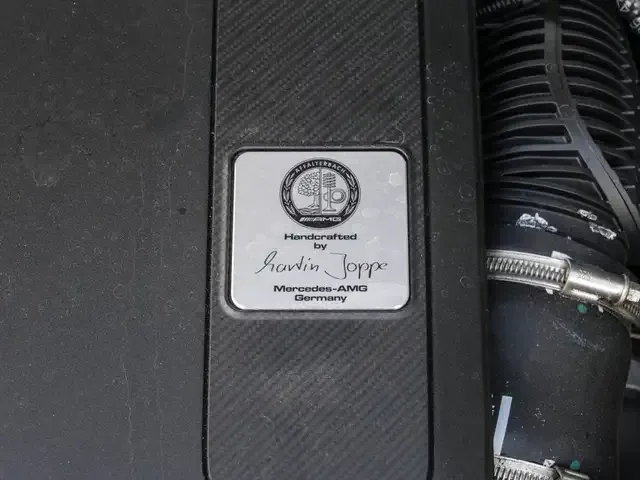 AFFALTERBACH
AMG
Handcrafted
by
Martin Joppe
Mercedes-AMG
Germany